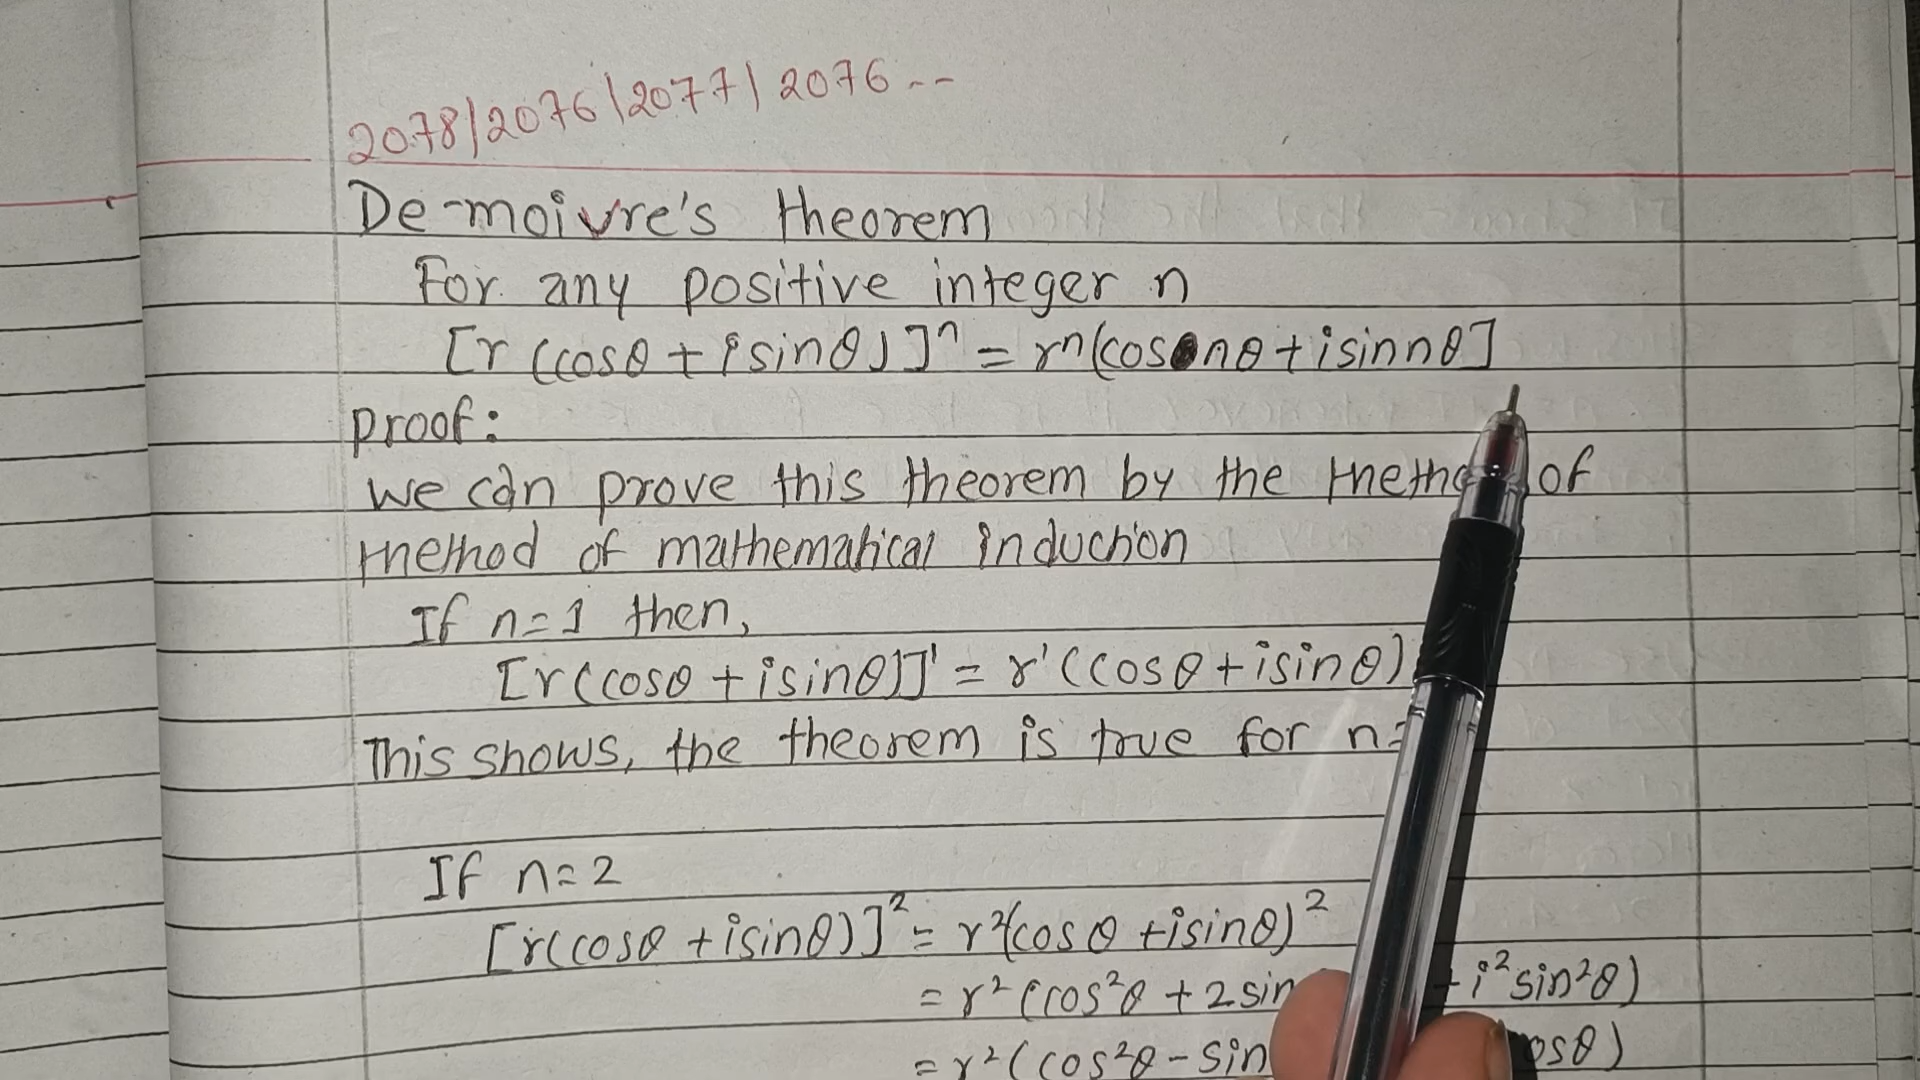 2078/2076/2077/2076--
De-moivre's theorem
For any positive integer n
[r(cosθ + isinθ)]ⁿ = rⁿ(cosnθ + isinnθ]
proof:
we can prove this theorem by the of
method of mathematical induction
If n=1 then,
[r(cosθ + isinθ)]' = r'(cosθ + isinθ)
This shows, the theorem is true for n=
If n=2
[r(cosθ + isinθ)]² = r²(cosθ + isinθ)²
= r²(cos²θ + 2sin i²sin²θ)
= r²(cos²θ - sin osθ)